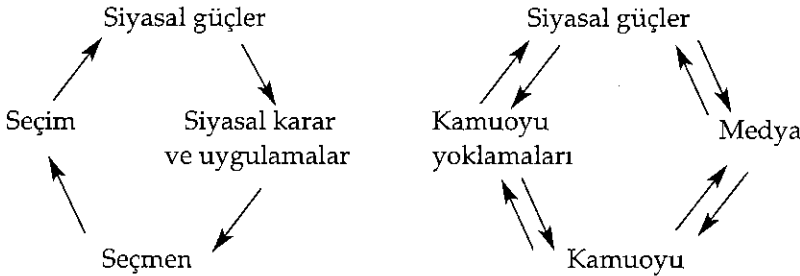 Siyasal güçler
Seçim
Siyasal karar
ve uygulamalar
Seçmen
Siyasal güçler
Kamuoyu
yoklamaları
Medya
Kamuoyu